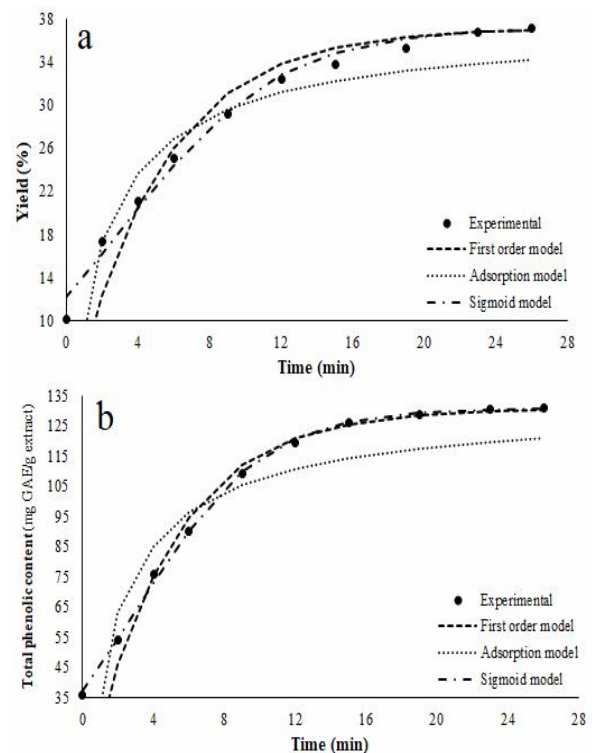 a
38
34
30
26
22
18
14
10
Yield (%)
Experimental
First order model
Adsorption model
Sigmoid model
0 4 8 12 16 20 24 28
Time (min)
b
135
125
115
105
95
85
75
65
55
45
35
Total phenolic content (mg GAE/g extract)
Experimental
First order model
Adsorption model
Sigmoid model
0 4 8 12 16 20 24 28
Time (min)